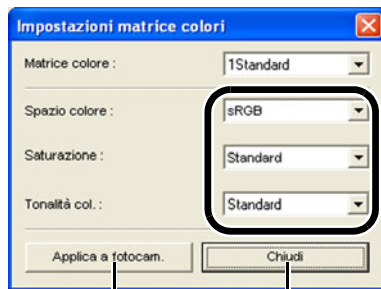 Impostazioni matrice colori
Matrice colore : 1Standard
Spazio colore : sRGB
Saturazione : Standard
Tonalità col. : Standard
Applica a fotocam. Chiudi